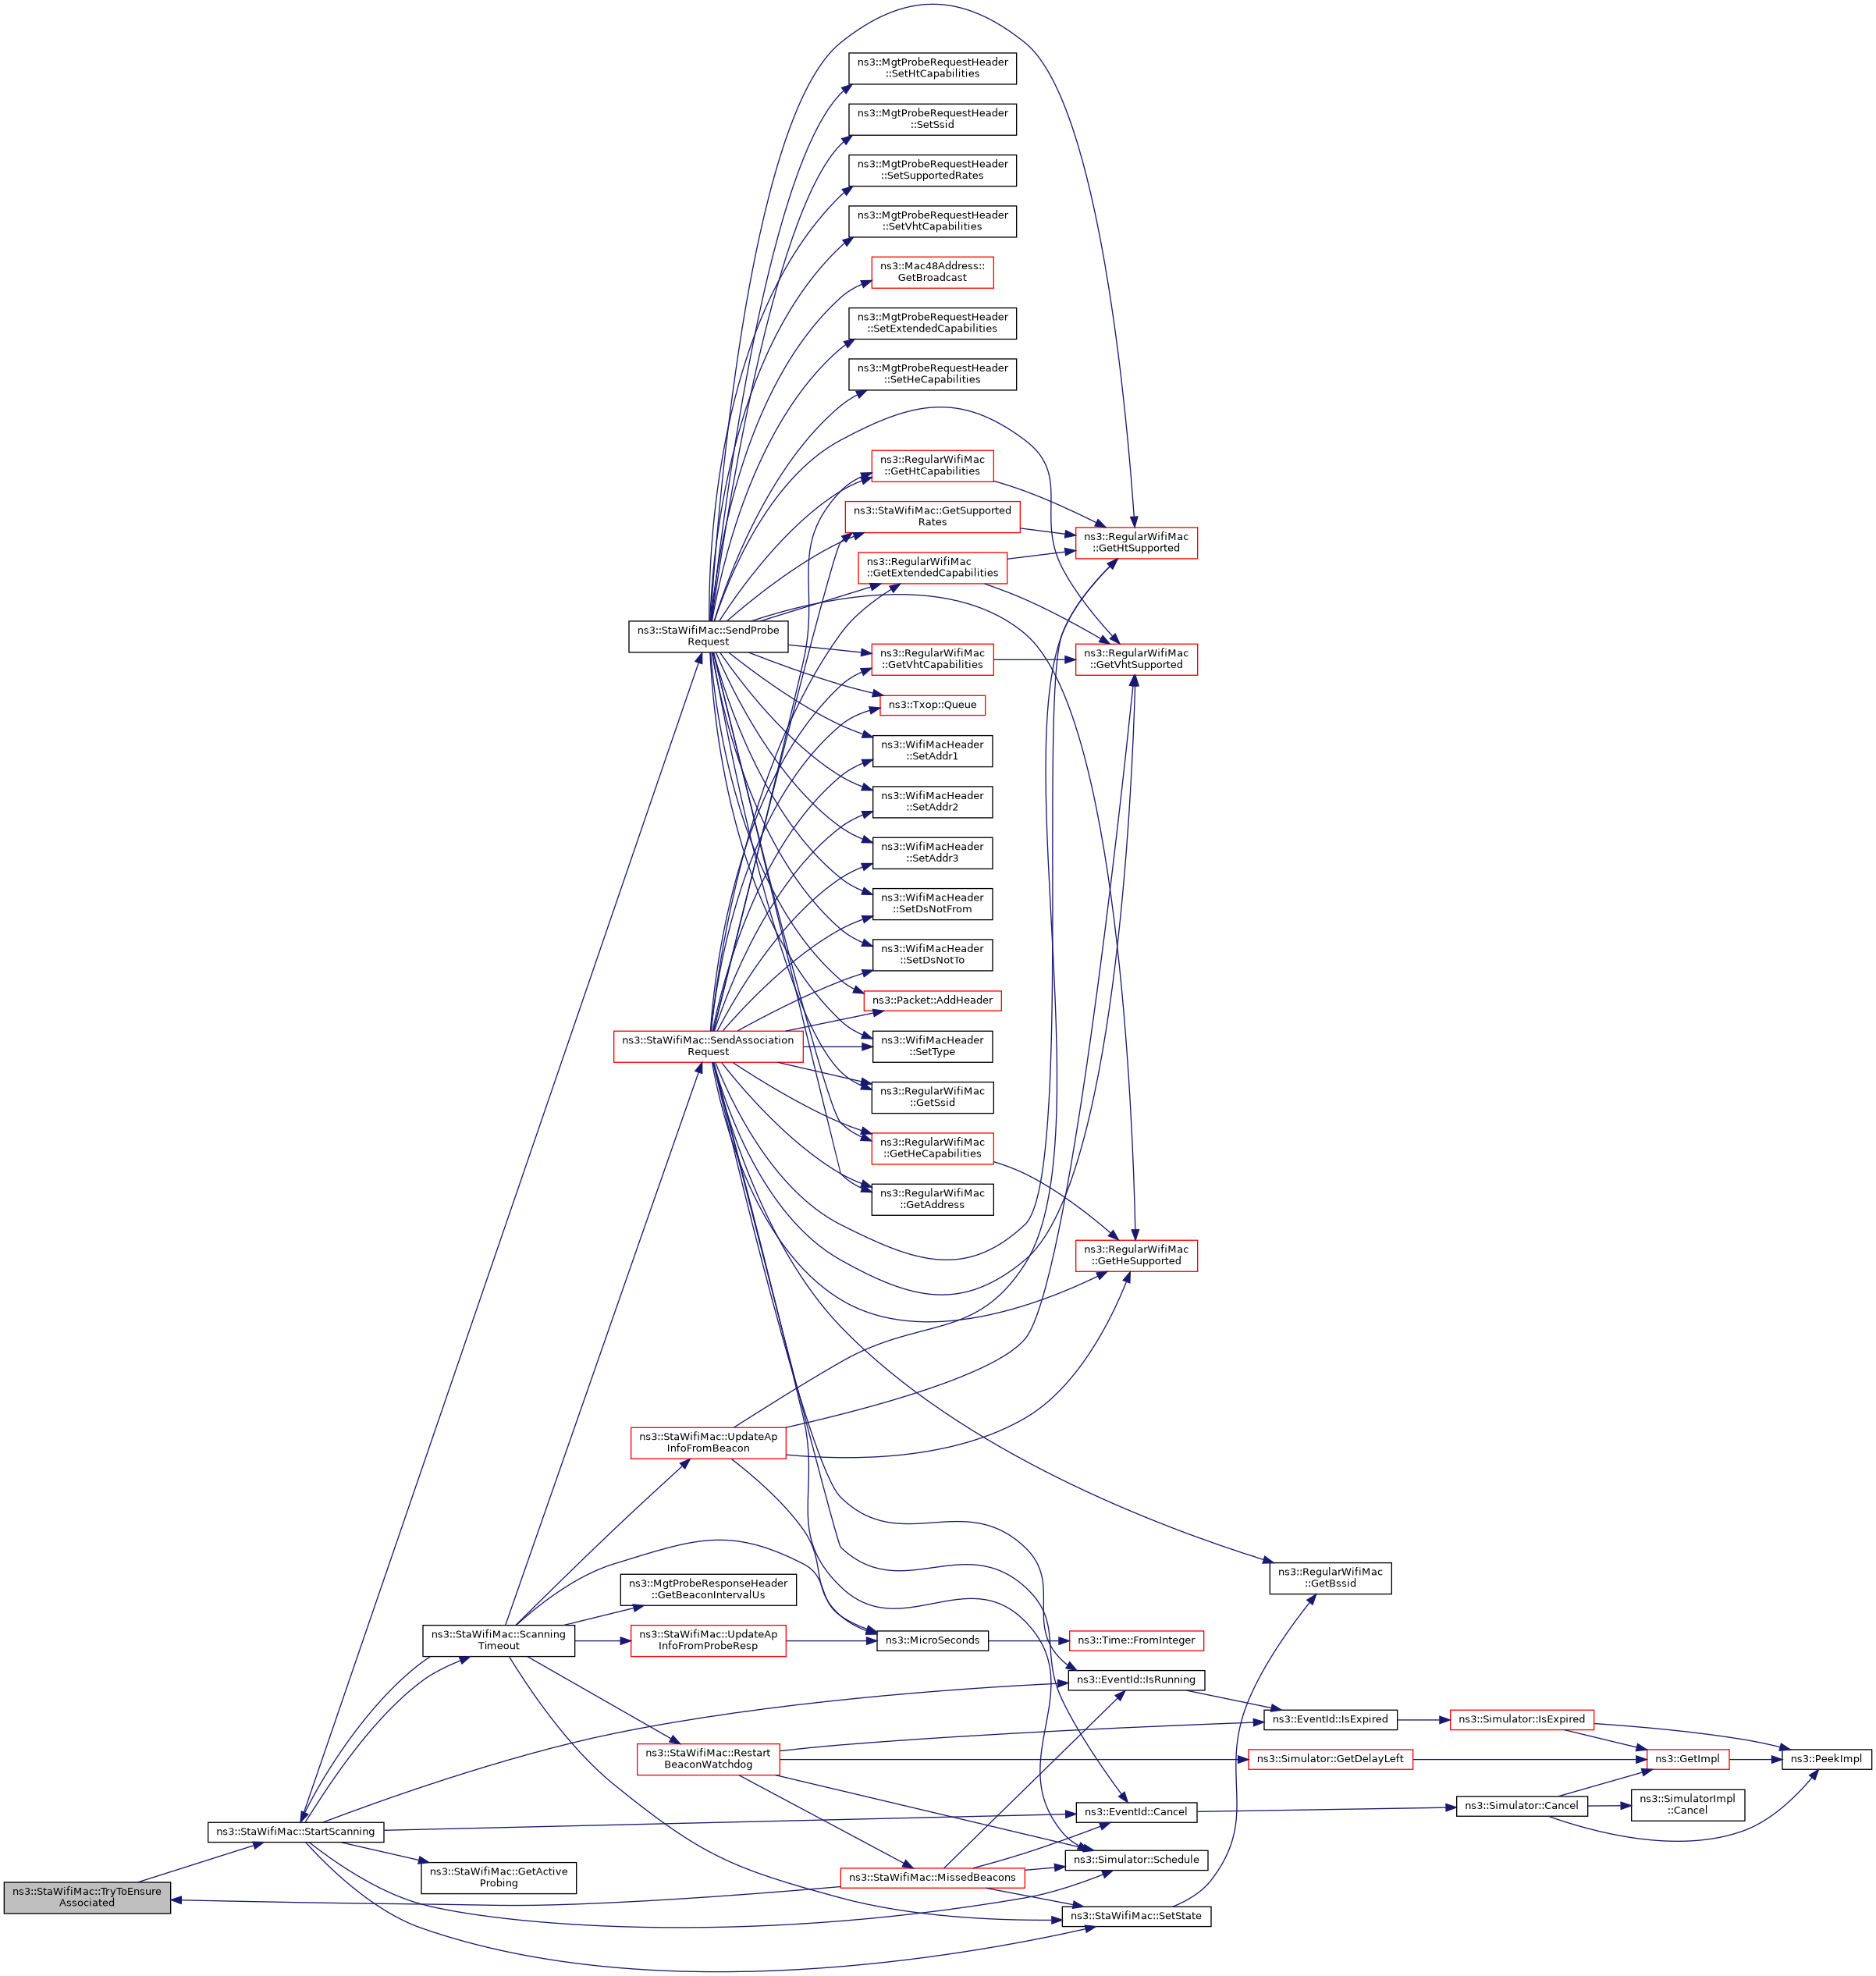 ns3::MgtProbeRequestHeader
::SetHtCapabilities
ns3::MgtProbeRequestHeader
::SetSsid
ns3::MgtProbeRequestHeader
::SetSupportedRates
ns3::MgtProbeRequestHeader
::SetVhtCapabilities
ns3::Mac48Address::
GetBroadcast
ns3::MgtProbeRequestHeader
::SetExtendedCapabilities
ns3::MgtProbeRequestHeader
::SetHeCapabilities
ns3::RegularWifiMac
::GetHtCapabilities
ns3::StaWifiMac::GetSupported
Rates
ns3::RegularWifiMac
::GetHtSupported
ns3::RegularWifiMac
::GetExtendedCapabilities
ns3::StaWifiMac::SendProbe
Request
ns3::RegularWifiMac
::GetVhtCapabilities
ns3::RegularWifiMac
::GetVhtSupported
ns3::Txop::Queue
ns3::WifiMacHeader
::SetAddr1
ns3::WifiMacHeader
::SetAddr2
ns3::WifiMacHeader
::SetAddr3
ns3::WifiMacHeader
::SetDsNotFrom
ns3::WifiMacHeader
::SetDsNotTo
ns3::Packet::AddHeader
ns3::StaWifiMac::SendAssociation
Request
ns3::WifiMacHeader
::SetType
ns3::RegularWifiMac
::GetSsid
ns3::RegularWifiMac
::GetHeCapabilities
ns3::RegularWifiMac
::GetAddress
ns3::RegularWifiMac
::GetHeSupported
ns3::StaWifiMac::UpdateAp
InfoFromBeacon
ns3::RegularWifiMac
::GetBssid
ns3::MgtProbeResponseHeader
::GetBeaconIntervalUs
ns3::StaWifiMac::Scanning
Timeout
ns3::StaWifiMac::UpdateAp
InfoFromProbeResp
ns3::MicroSeconds
ns3::Time::FromInteger
ns3::EventId::IsRunning
ns3::EventId::IsExpired
ns3::Simulator::IsExpired
ns3::StaWifiMac::Restart
BeaconWatchdog
ns3::Simulator::GetDelayLeft
ns3::GetImpl
ns3::PeekImpl
ns3::StaWifiMac::StartScanning
ns3::EventId::Cancel
ns3::Simulator::Cancel
ns3::SimulatorImpl
::Cancel
ns3::Simulator::Schedule
ns3::StaWifiMac::GetActive
Probing
ns3::StaWifiMac::MissedBeacons
ns3::StaWifiMac::TryToEnsure
Associated
ns3::StaWifiMac::SetState